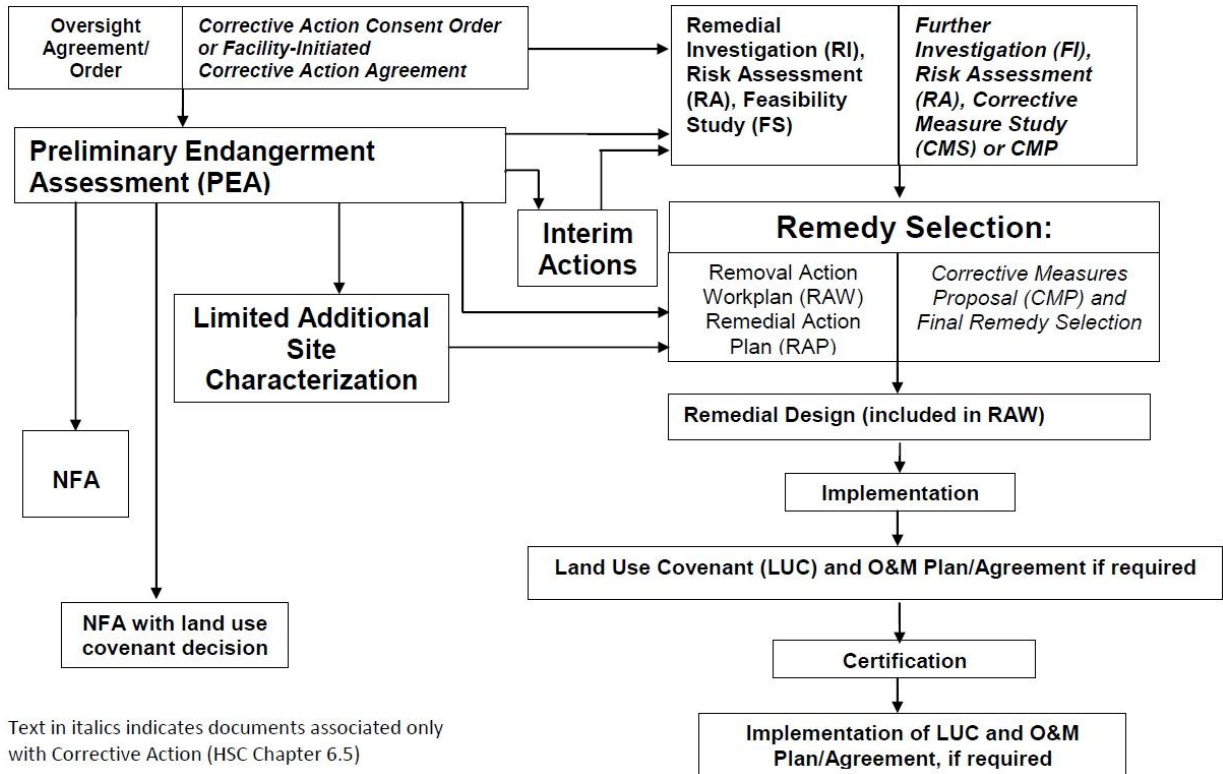 Oversight
Agreement/
Order
Corrective Action Consent Order
or Facility-Initiated
Corrective Action Agreement
Remedial
Investigation (RI),
Risk Assessment
(RA), Feasibility
Study (FS)
Further
Investigation (FI),
Risk Assessment
(RA), Corrective
Measure Study
(CMS) or CMP
Preliminary Endangerment
Assessment (PEA)
Interim
Actions
Remedy Selection:
Removal Action
Workplan (RAW)
Remedial Action
Plan (RAP)
Corrective Measures
Proposal (CMP) and
Final Remedy Selection
Limited Additional
Site
Characterization
Remedial Design (included in RAW)
NFA
Implementation
Land Use Covenant (LUC) and O&M Plan/Agreement if required
NFA with land use
covenant decision
Certification
Implementation of LUC and O&M
Plan/Agreement, if required
Text in italics indicates documents associated only
with Corrective Action (HSC Chapter 6.5)